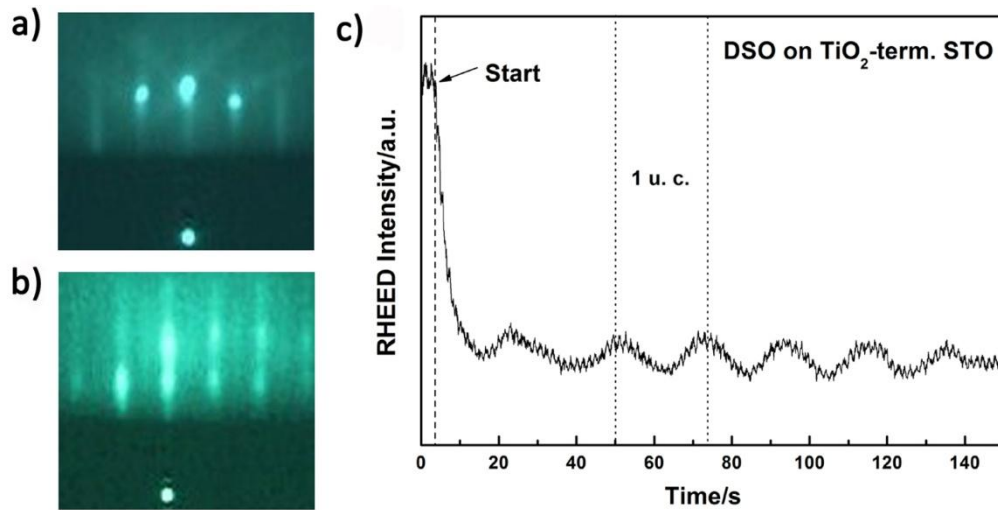 a)
b)
c)
DSO on TiO₂-term. STO
Start
1 u. c.
RHEED Intensity/a.u.
0 20 40 60 80 100 120 140
Time/s